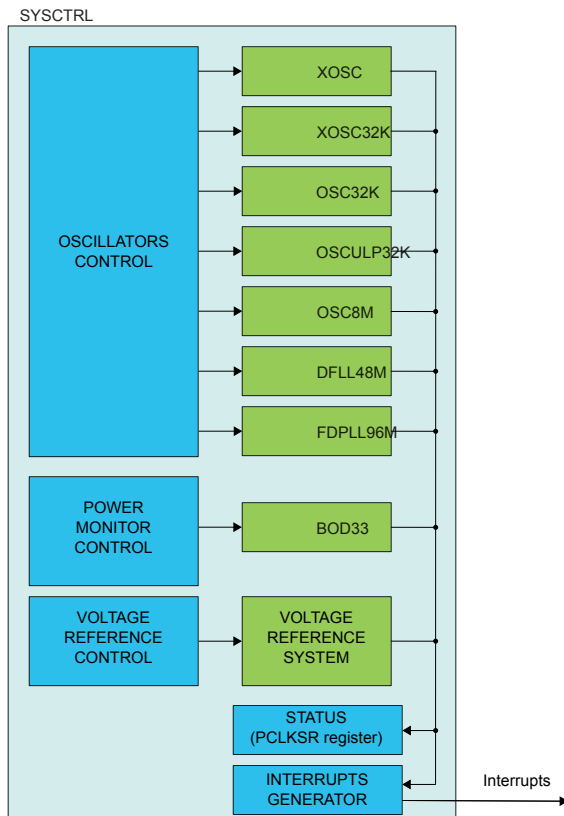 SYSCTRL
XOSC
XOSC32K
OSC32K
OSCILLATORS
CONTROL
OSCULP32K
OSC8M
DFLL48M
FDPLL96M
POWER
MONITOR
CONTROL
BOD33
VOLTAGE
REFERENCE
CONTROL
VOLTAGE
REFERENCE
SYSTEM
STATUS
(PCLKSR register)
INTERRUPTS
GENERATOR
Interrupts